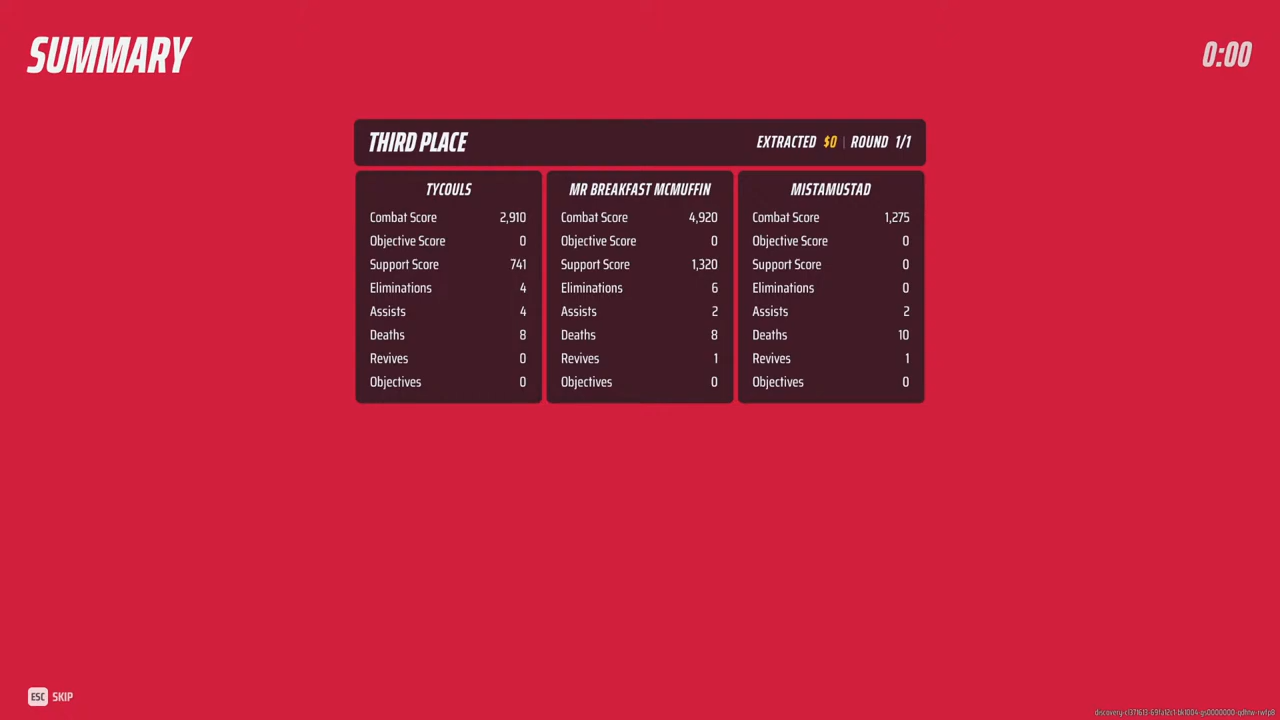 SUMMARY
0:00
THIRD PLACE
EXTRACTED $0 | ROUND 1/1
TYCOULS
Combat Score 2,910
Objective Score 0
Support Score 741
Eliminations 4
Assists 4
Deaths 8
Revives 0
Objectives 0
MR BREAKFAST MCMUFFIN
Combat Score 4,920
Objective Score 0
Support Score 1,320
Eliminations 6
Assists 2
Deaths 8
Revives 1
Objectives 0
MISTAMUSTAD
Combat Score 1,275
Objective Score 0
Support Score 0
Eliminations 0
Assists 2
Deaths 10
Revives 1
Objectives 0
ESC SKIP